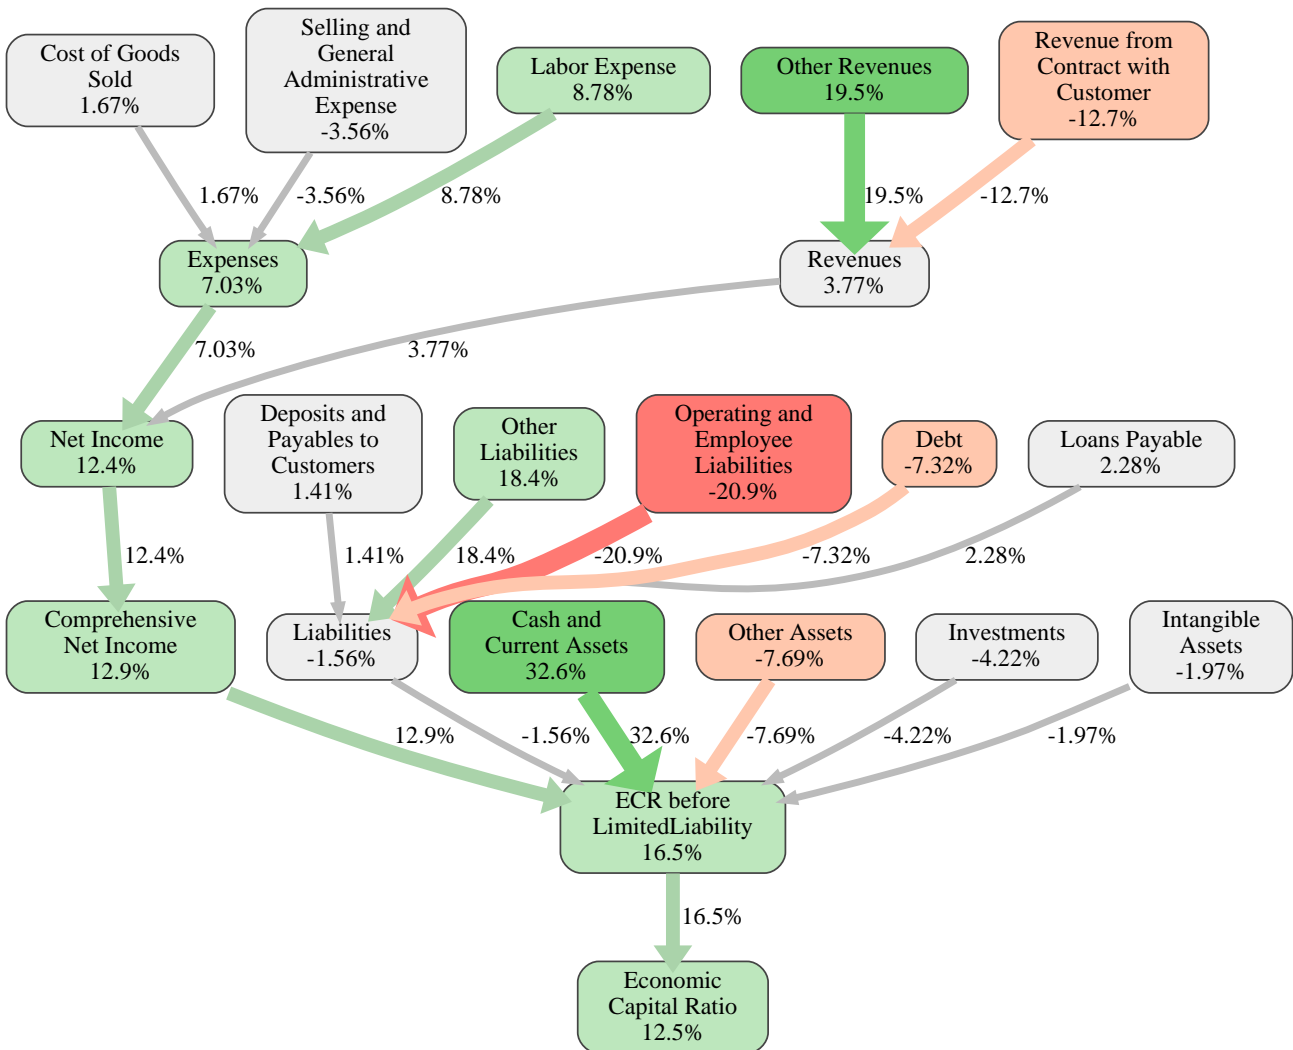 Cost of Goods
Sold
1.67%
Selling and
General
Administrative
Expense
-3.56%
Labor Expense
8.78%
Other Revenues
19.5%
Revenue from
Contract with
Customer
-12.7%
1.67%
-3.56%
8.78%
19.5%
-12.7%
Expenses
7.03%
Revenues
3.77%
7.03%
3.77%
Net Income
12.4%
Deposits and
Payables to
Customers
1.41%
Other
Liabilities
18.4%
Operating and
Employee
Liabilities
-20.9%
Debt
-7.32%
Loans Payable
2.28%
12.4%
1.41%
18.4%
-20.9%
-7.32%
2.28%
Comprehensive
Net Income
12.9%
Liabilities
-1.56%
Cash and
Current Assets
32.6%
Other Assets
-7.69%
Investments
-4.22%
Intangible
Assets
-1.97%
12.9%
-1.56%
32.6%
-7.69%
-4.22%
-1.97%
ECR before
LimitedLiability
16.5%
16.5%
Economic
Capital Ratio
12.5%